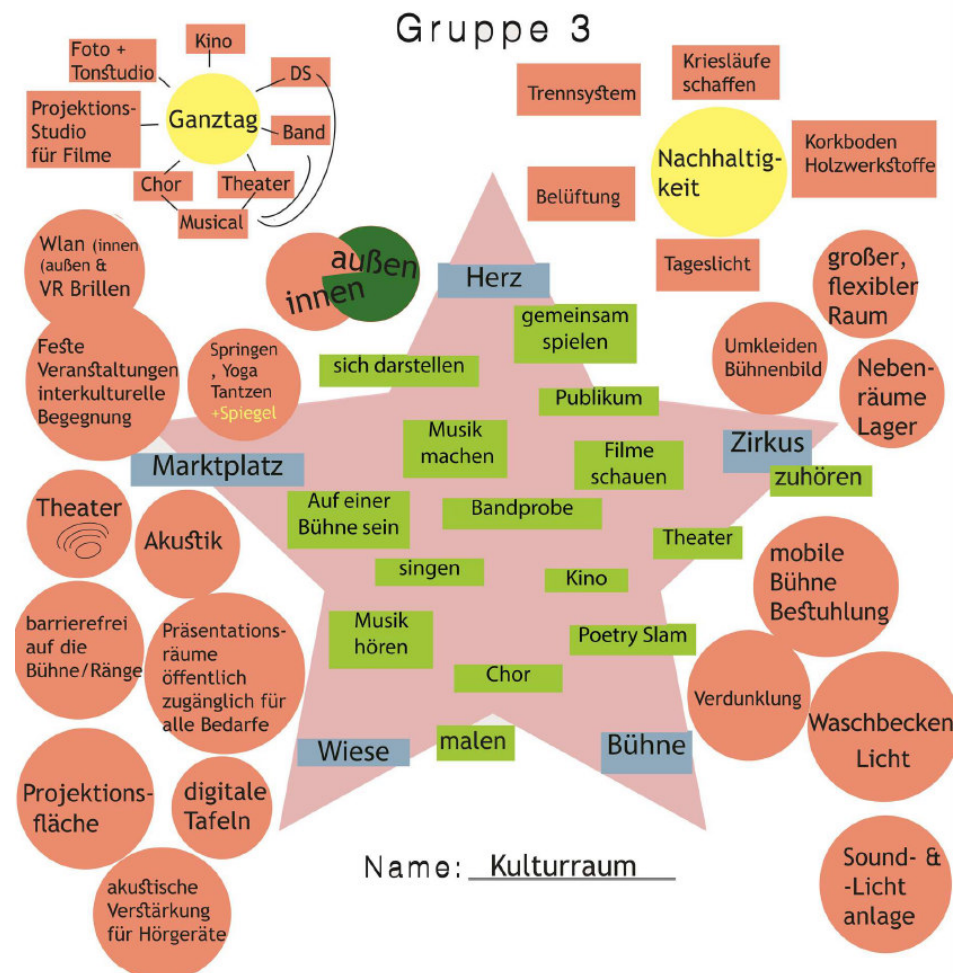 Gruppe 3
Kino
Foto +
Tonstudio
DS
Projektions-
Studio
für Filme
Ganztag
Band
Chor
Theater
Musical
Trennsystem
Kriesläufe
schaffen
Nachhaltig-
keit
Korkboden
Holzwerkstoffe
Belüftung
Tageslicht
Wlan (innen
(außen &
VR Brillen
außen
innen
Herz
großer,
flexibler
Raum
Feste
Veranstaltungen
interkulturelle
Begegnung
Springen
, Yoga
Tantzen
+Spiegel
sich darstellen
gemeinsam
spielen
Umkleiden
Bühnenbild
Neben-
räume
Lager
Publikum
Musik
machen
Filme
schauen
Marktplatz
Zirkus
zuhören
Theater
Akustik
Auf einer
Bühne sein
Bandprobe
Theater
singen
Kino
mobile
Bühne
Bestuhlung
barrierefrei
auf die
Bühne/Ränge
Präsentations-
räume
öffentlich
zugänglich für
alle Bedarfe
Musik
hören
Poetry Slam
Chor
Verdunklung
Waschbecken
Licht
Wiese
malen
Bühne
Projektions-
fläche
digitale
Tafeln
akustische
Verstärkung
für Hörgeräte
Name: Kulturraum
Sound- &
-Licht
anlage